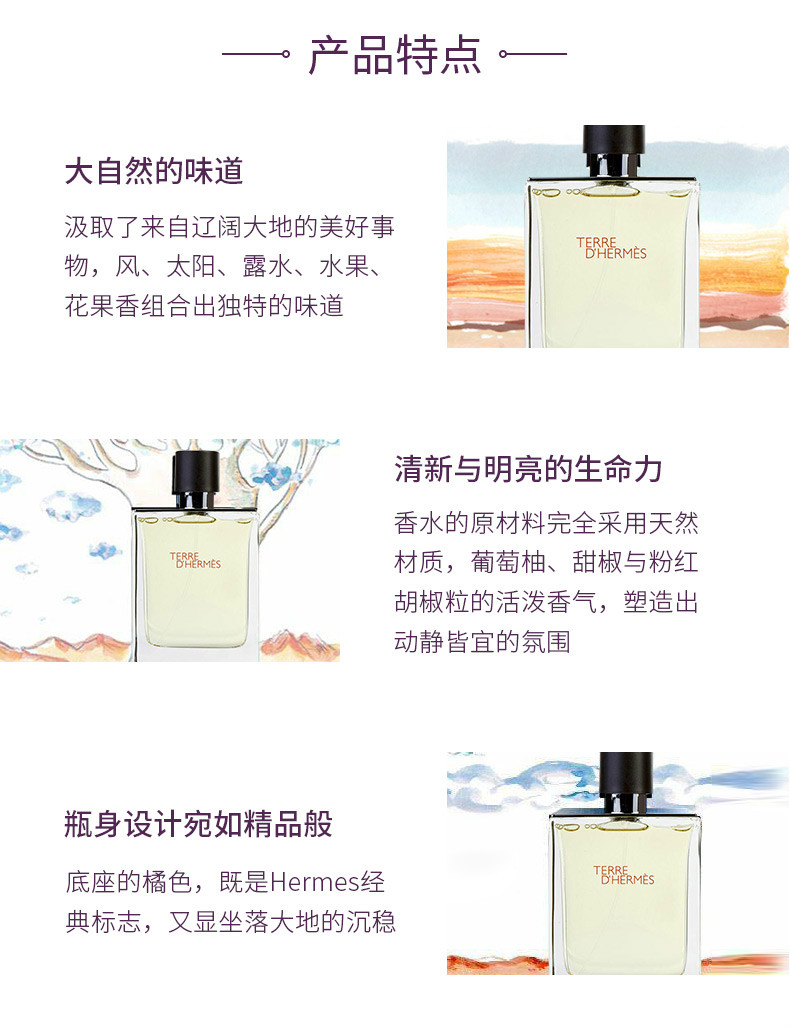 产品特点
大自然的味道
汲取了来自辽阔大地的美好事
物，风、太阳、露水、水果、
花果香组合出独特的味道
TERRE
D'HERMÈS
清新与明亮的生命力
香水的原材料完全采用天然
材质，葡萄柚、甜椒与粉红
胡椒粒的活泼香气，塑造出
动静皆宜的氛围
TERRE
D'HERMÈS
瓶身设计宛如精品般
底座的橘色，既是Hermes经
典标志，又显坐落大地的沉稳
TERRE
D'HERMÈS